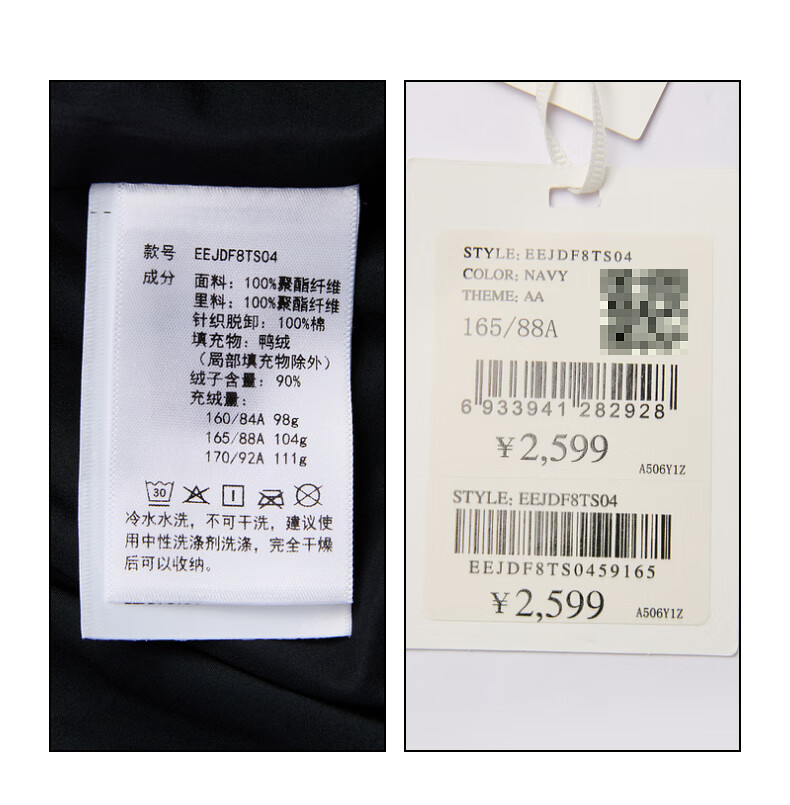 款号 EEJDF8TS04
成分 面料：100%聚酯纤维
里料：100%聚酯纤维
针织脱卸：100%棉
填充物：鸭绒
（局部填充物除外）
绒子含量：90%
充绒量：
160/84A 98g
165/88A 104g
170/92A 111g
30
冷水水洗，不可干洗，建议使
用中性洗涤剂洗涤，完全干燥
后可以收纳。
STYLE: EEJDF8TS04
COLOR: NAVY
THEME: AA
165/88A
6 933941 282928
¥2,599
A506Y1Z
STYLE: EEJDF8TS04
EEJDF8TS0459165
¥2,599
A506Y1Z